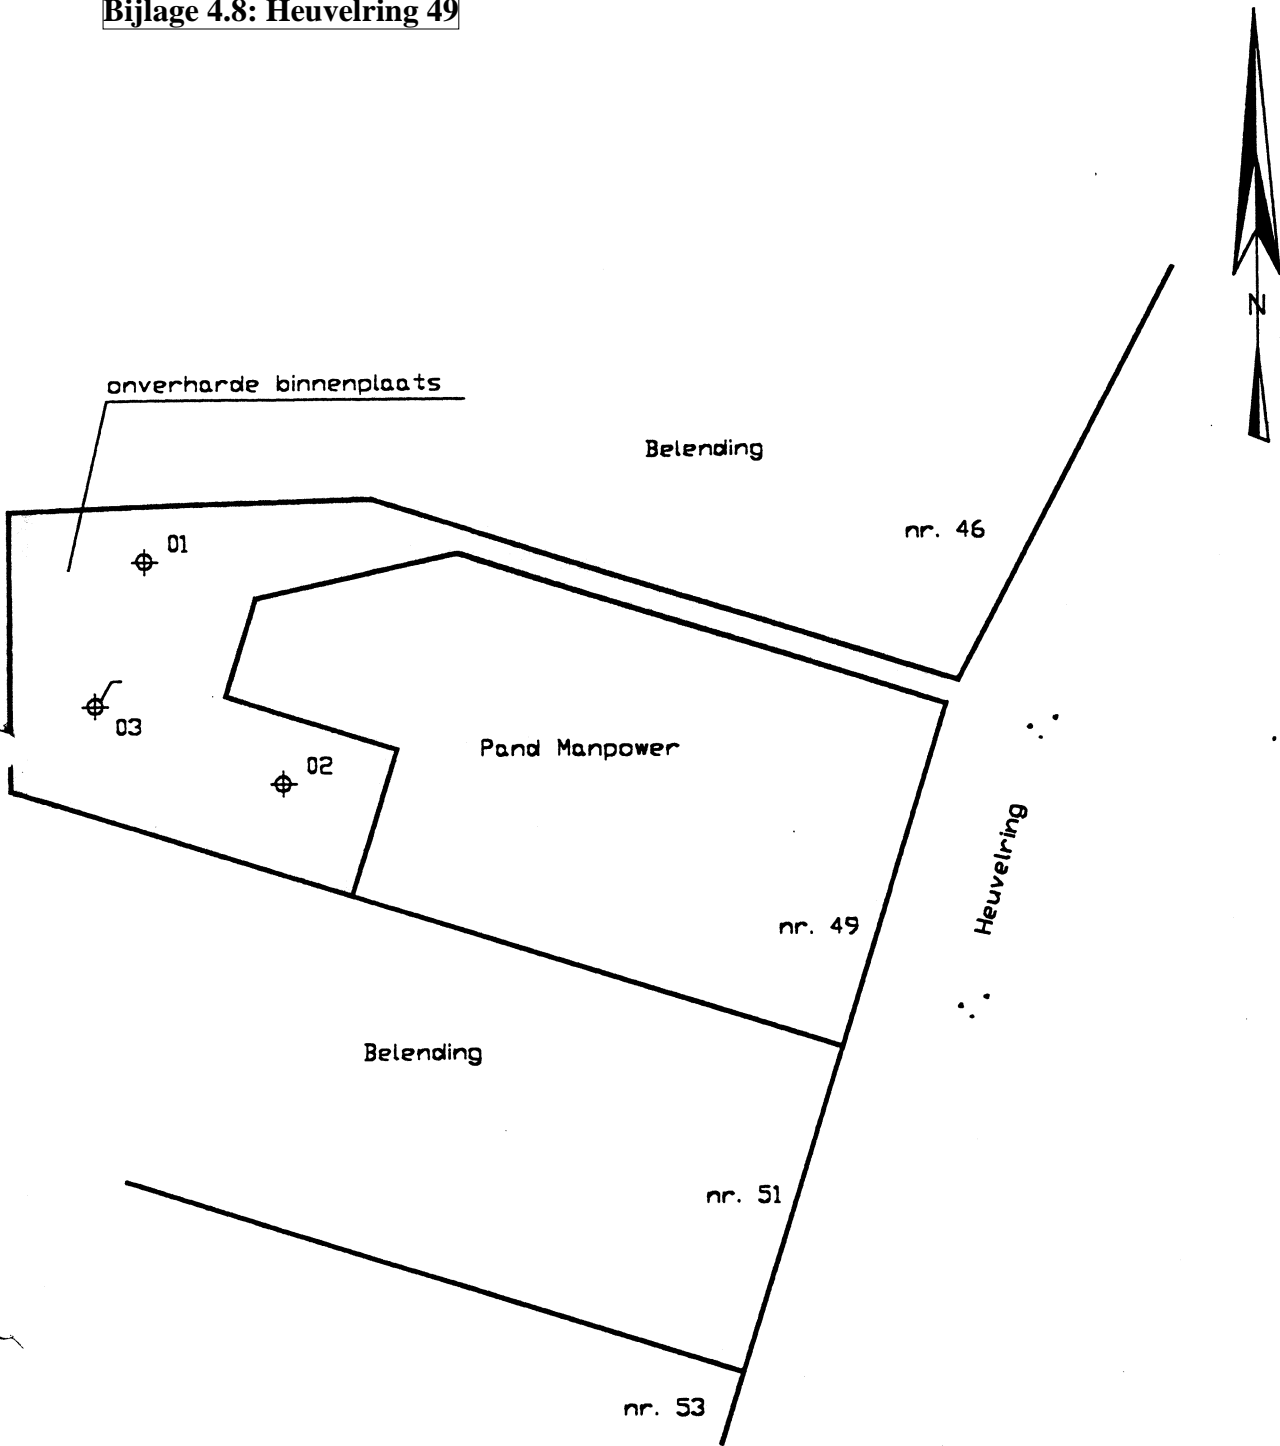 Bijlage 4.8: Heuvelring 49
N
onverharde binnenplaats
Belending
nr. 46
01
03
02
Pand Manpower
Heuvelring
nr. 49
Belending
nr. 51
nr. 53